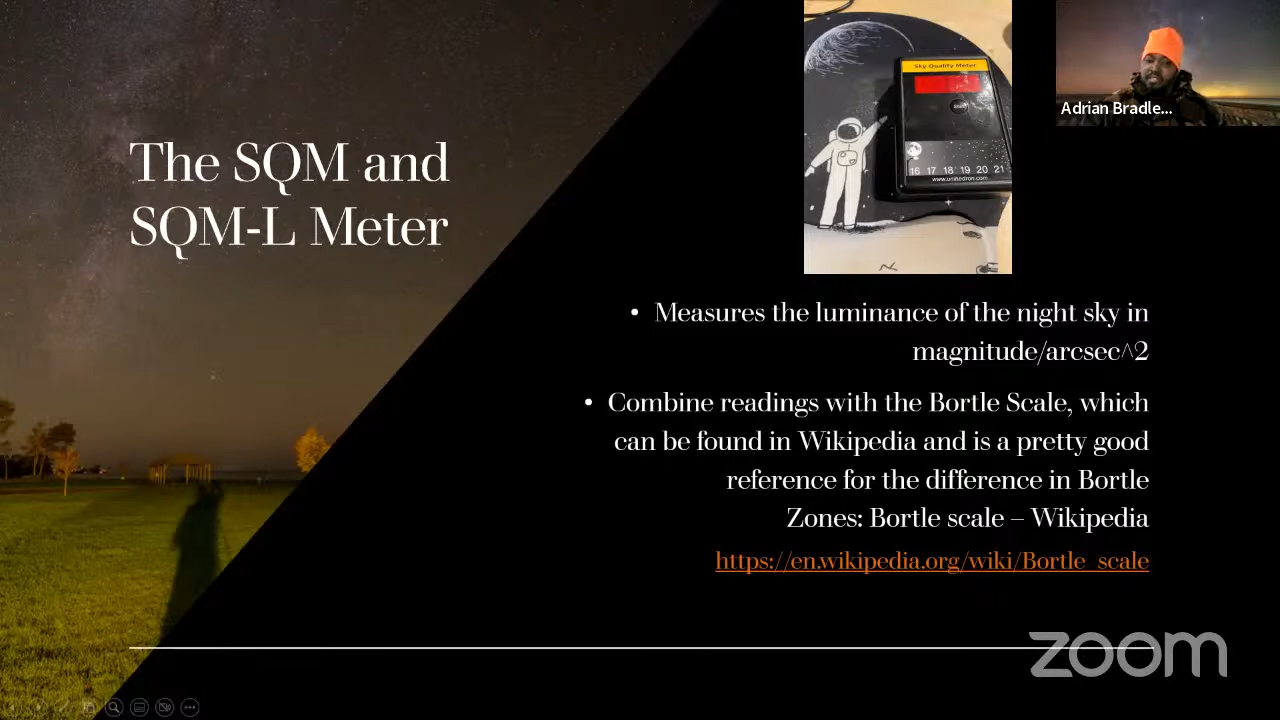 The SQM and
SQM-L Meter
Sky Quality Meter
16 17 18 19 20 21
www.unihedron.com
Adrian Bradle...
• Measures the luminance of the night sky in
magnitude/arcsec^2
• Combine readings with the Bortle Scale, which
can be found in Wikipedia and is a pretty good
reference for the difference in Bortle
Zones: Bortle scale – Wikipedia
https://en.wikipedia.org/wiki/Bortle_scale
zoom